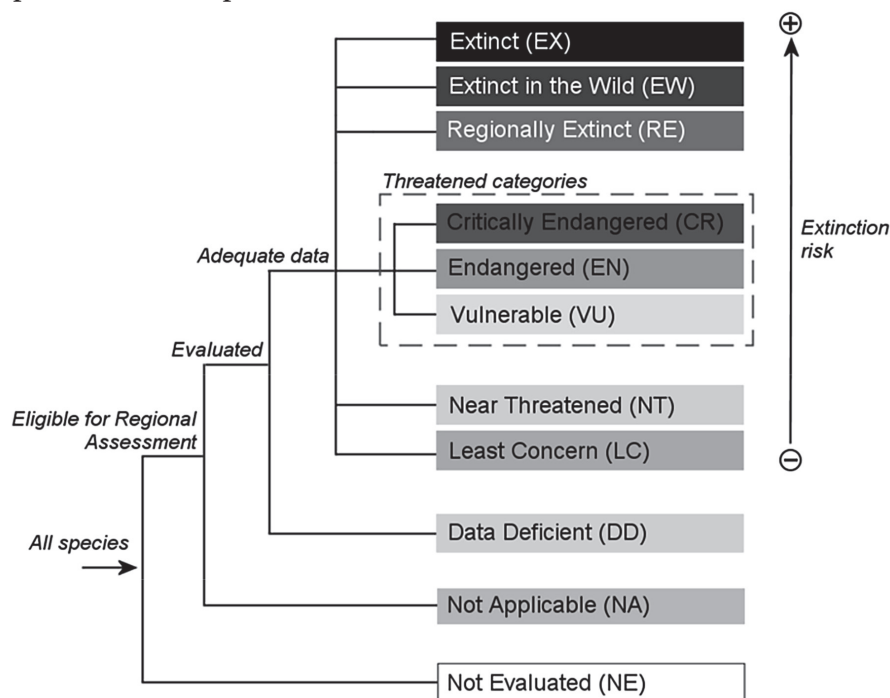 Extinct (EX)
Extinct in the Wild (EW)
Regionally Extinct (RE)
Threatened categories
Critically Endangered (CR)
Extinction
risk
Adequate data
Endangered (EN)
Vulnerable (VU)
Evaluated
Near Threatened (NT)
Eligible for Regional
Assessment
Least Concern (LC)
All species
Data Deficient (DD)
Not Applicable (NA)
Not Evaluated (NE)